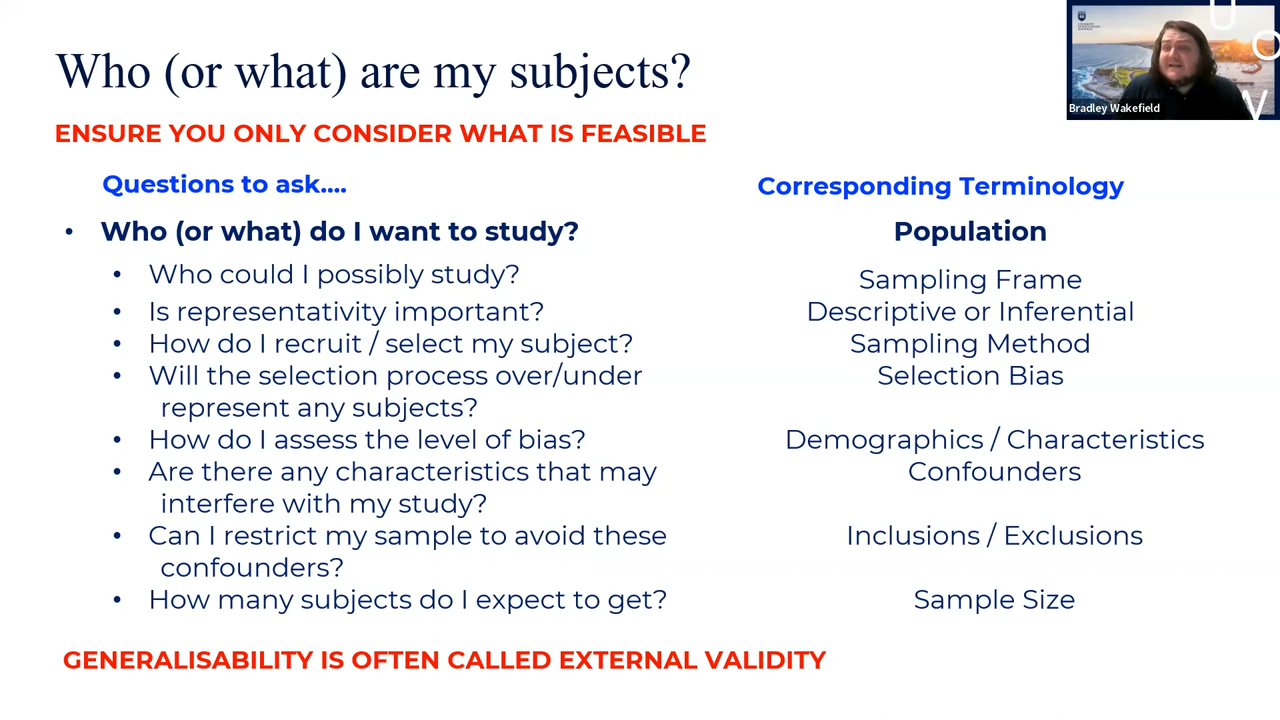 Who (or what) are my subjects?
ENSURE YOU ONLY CONSIDER WHAT IS FEASIBLE
Questions to ask....
Corresponding Terminology
• Who (or what) do I want to study?
Population
• Who could I possibly study?
Sampling Frame
• Is representativity important?
Descriptive or Inferential
• How do I recruit / select my subject?
Sampling Method
• Will the selection process over/under
Selection Bias
represent any subjects?
• How do I assess the level of bias?
Demographics / Characteristics
• Are there any characteristics that may
Confounders
interfere with my study?
• Can I restrict my sample to avoid these
Inclusions / Exclusions
confounders?
• How many subjects do I expect to get?
Sample Size
GENERALISABILITY IS OFTEN CALLED EXTERNAL VALIDITY
U
O
W
Bradley Wakefield